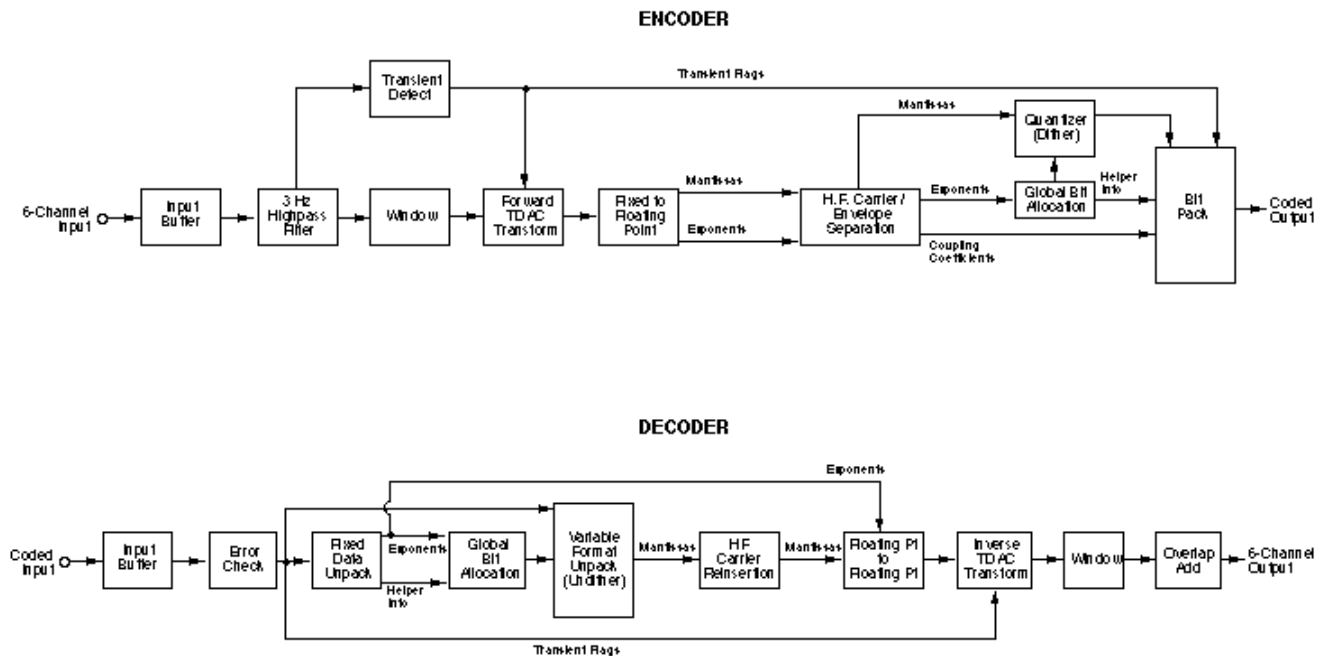 ENCODER
Transient
Detect
Transient Flags
Mantissas
Quantizer
(Dither)
6-Channel
Input
Input
Buffer
3 Hz
Highpass
Filter
Window
Forward
TDAC
Transform
Fixed to
Floating
Point
Mantissas
Exponents
H.F. Carrier /
Envelope
Separation
Exponents
Global Bit
Allocation
Helper
Info
Coupling
Coefficients
Bit
Pack
Coded
Output
DECODER
Exponents
Coded
Input
Input
Buffer
Error
Check
Fixed
Data
Unpack
Exponents
Helper
Info
Global
Bit
Allocation
Variable
Format
Unpack
(Undither)
Mantissas
HF
Carrier
Reinsertion
Mantissas
Floating Pt
to
Floating Pt
Inverse
TDAC
Transform
Window
Overlap
Add
6-Channel
Output
Transient Flags